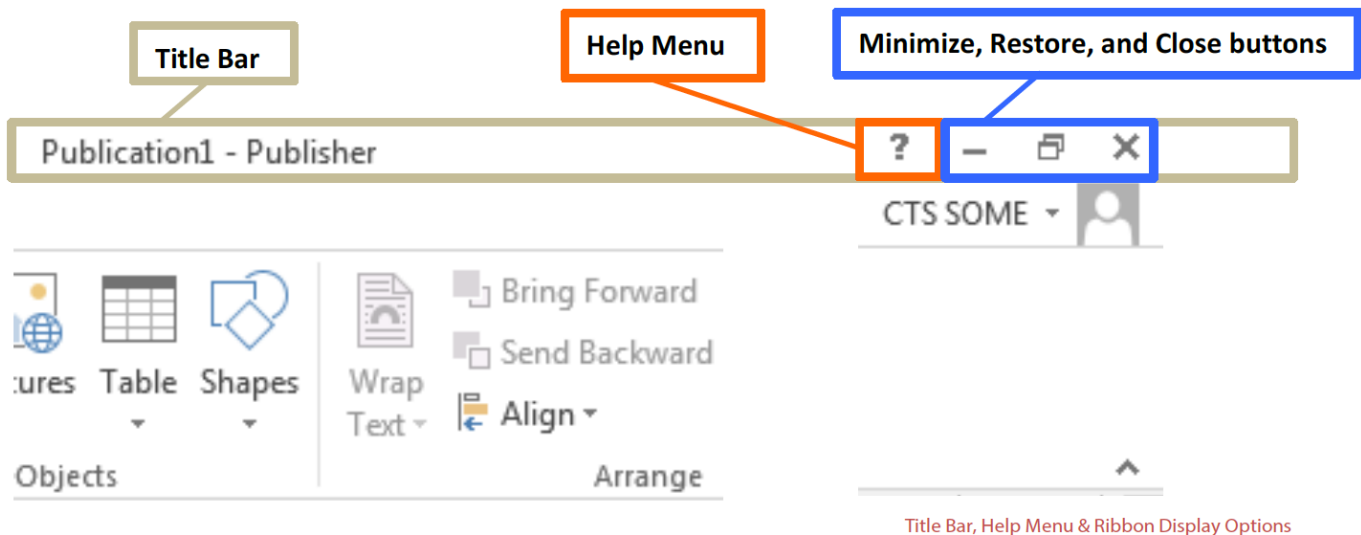 Title Bar
Help Menu
Minimize, Restore, and Close buttons
Publication1 - Publisher
?
CTS SOME
Bring Forward
Send Backward
Align
tures Table Shapes
Wrap
Text
Objects
Arrange
Title Bar, Help Menu & Ribbon Display Options